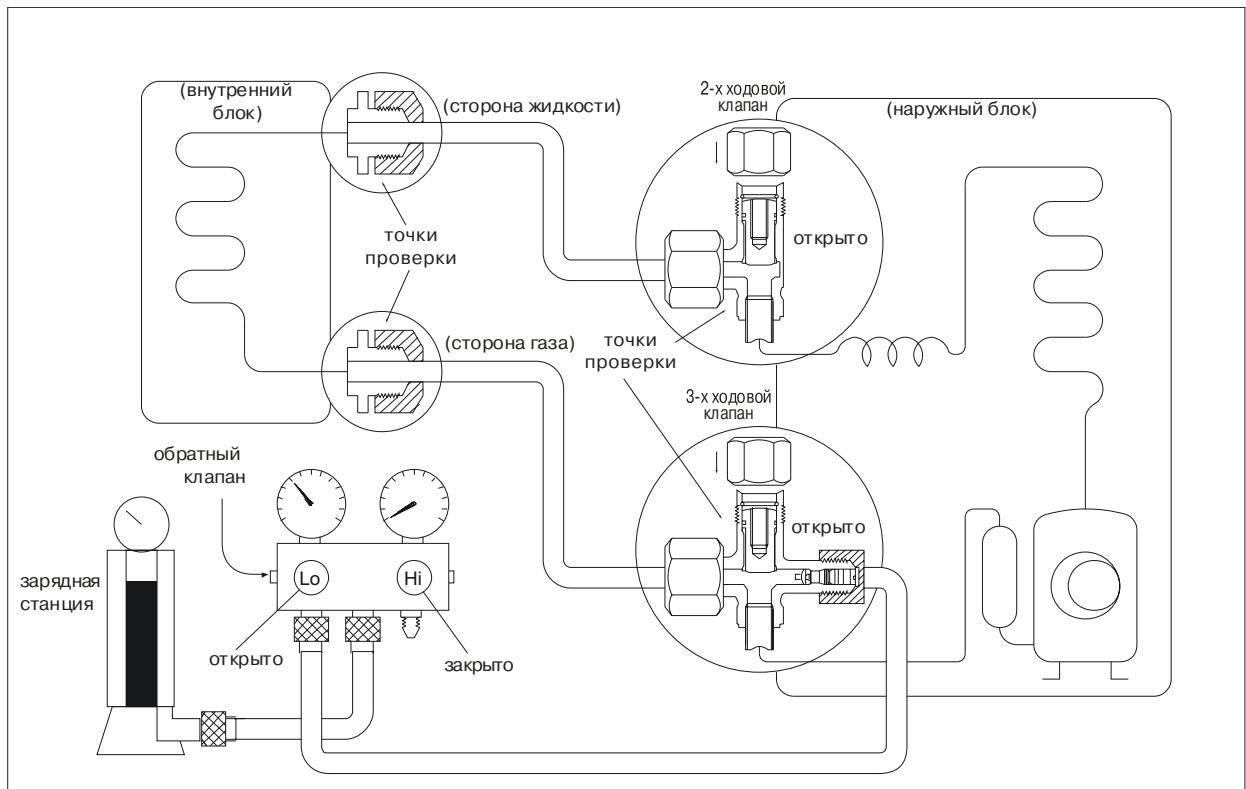 (внутренний
блок)
(сторона жидкости)
2-х ходовой
клапан
(наружный блок)
открыто
точки
проверки
(сторона газа)
точки
проверки
3-х ходовой
клапан
обратный
клапан
открыто
зарядная
станция
Lo
Hi
открыто
закрыто